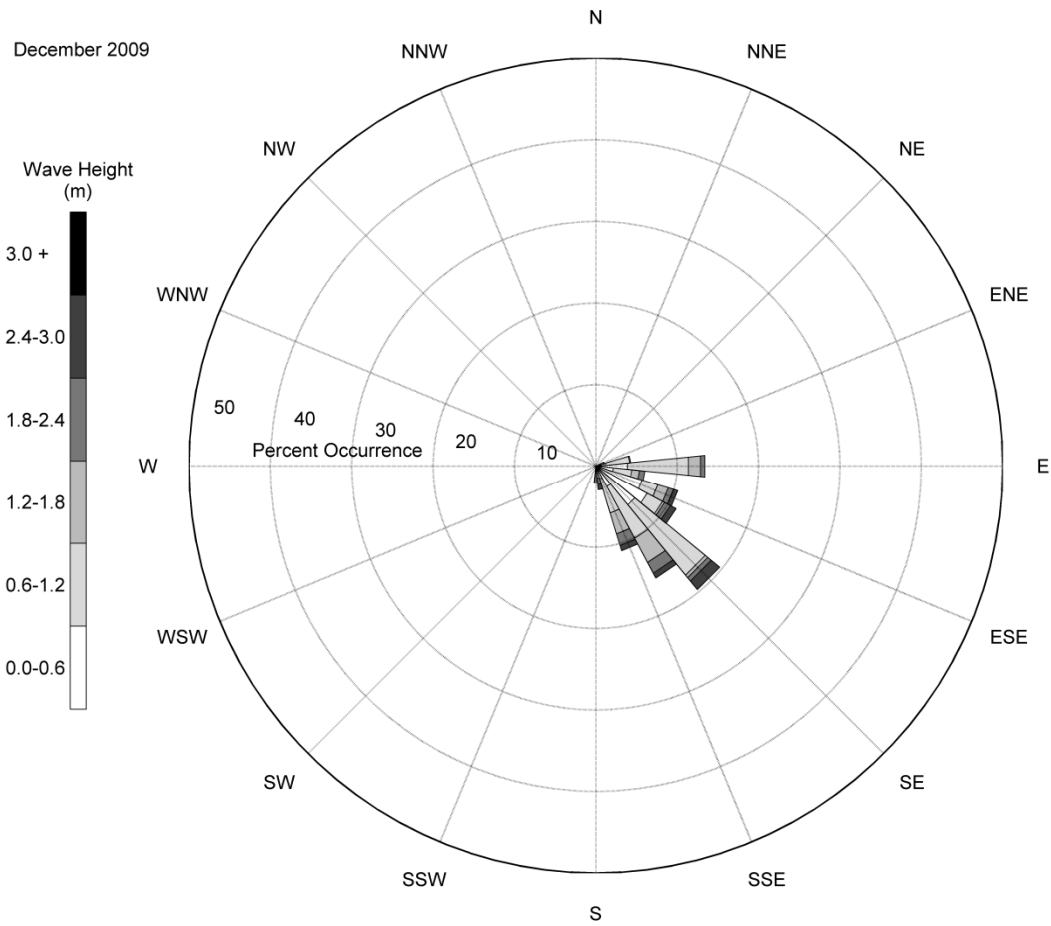 December 2009
N
NNW
NNE
NW
NE
Wave Height
(m)
3.0 +
2.4-3.0
1.8-2.4
1.2-1.8
0.6-1.2
0.0-0.6
WNW
ENE
50
40
30
20
10
Percent Occurrence
W
E
WSW
ESE
SW
SE
SSW
SSE
S